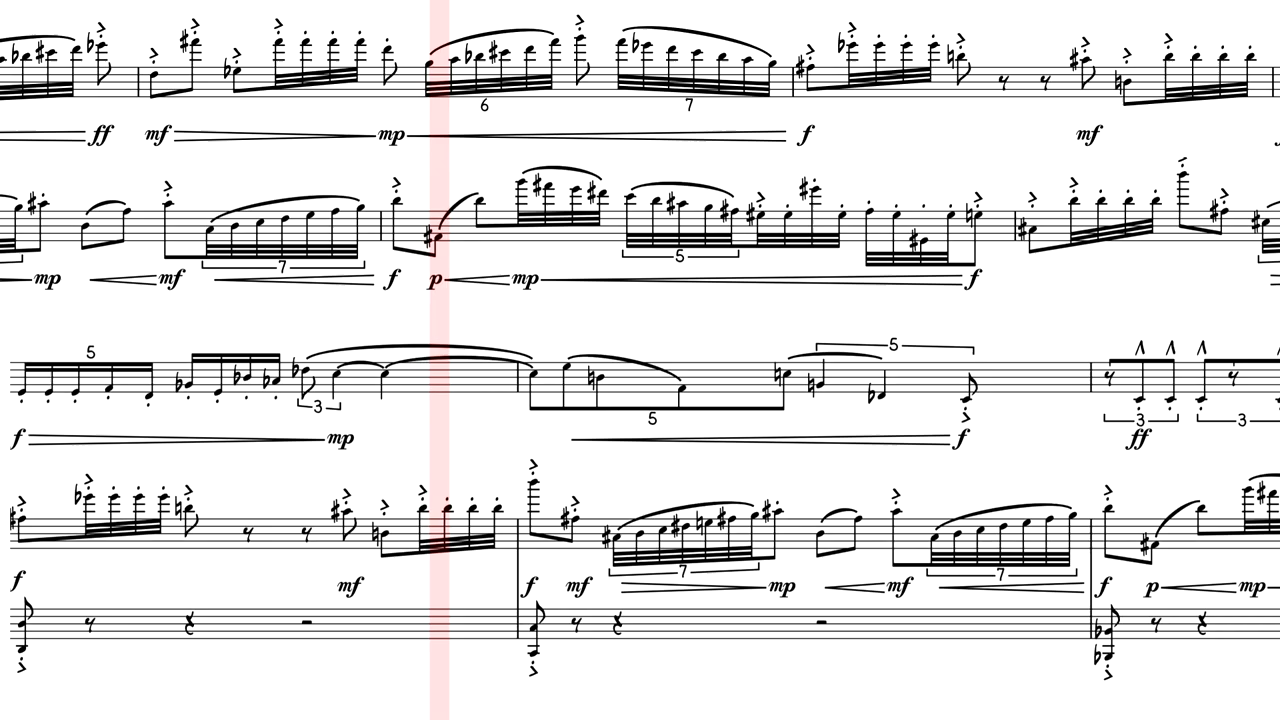 6 7
ff mf mp f mf
7 5
mp mf f p mp f
5 3 5 5 3 3
f mp f ff
7 7
f mf f mf mp mf f p mp